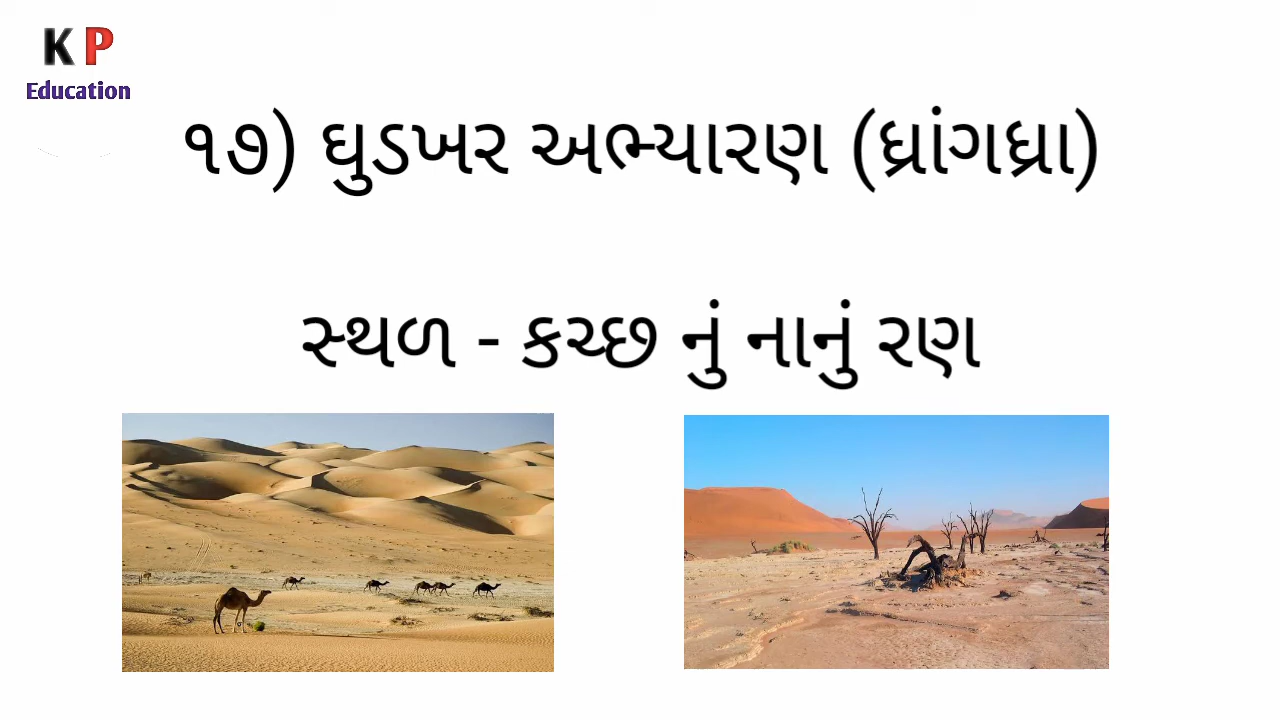 K P
Education
૧૭) ઘુડખર અભ્યારણ (ધ્રાંગધ્રા)
સ્થળ - કચ્છ નું નાનું રણ